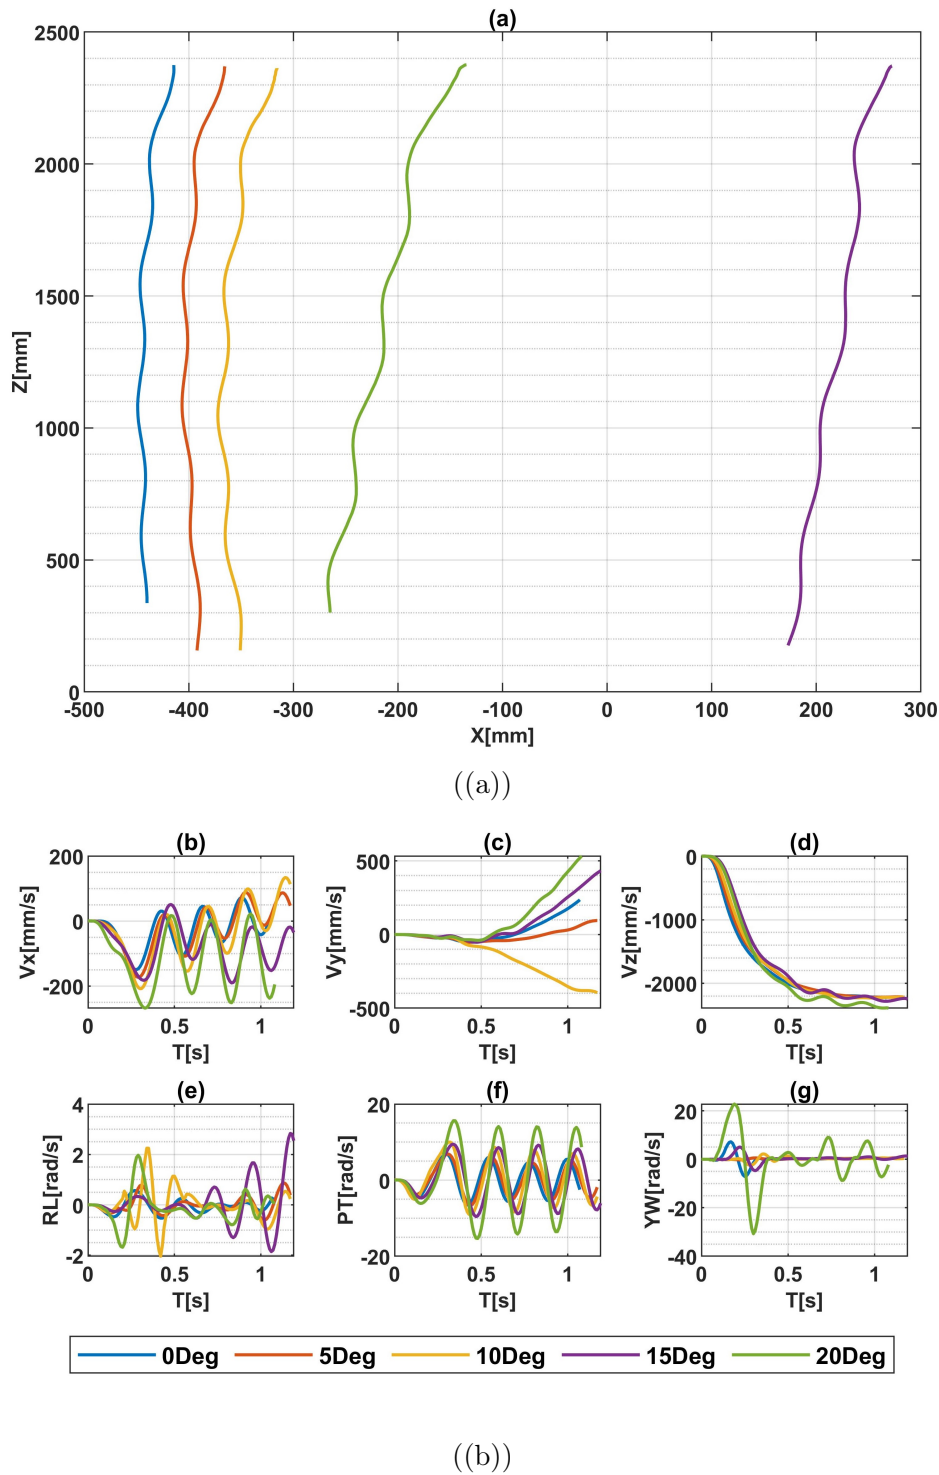 (a)
2500
2000
1500
1000
500
0
Z[mm]
-500 -400 -300 -200 -100 0 100 200 300
X[mm]
((a))
(b) (c) (d)
200
0
-200
Vx[mm/s]
0 0.5 1
T[s]
500
0
-500
Vy[mm/s]
0 0.5 1
T[s]
0
-1000
-2000
Vz[mm/s]
0 0.5 1
T[s]
(e) (f) (g)
4
2
0
-2
RL[rad/s]
0 0.5 1
T[s]
20
0
-20
PT[rad/s]
0 0.5 1
T[s]
20
0
-20
-40
YW[rad/s]
0 0.5 1
T[s]
0Deg 5Deg 10Deg 15Deg 20Deg
((b))